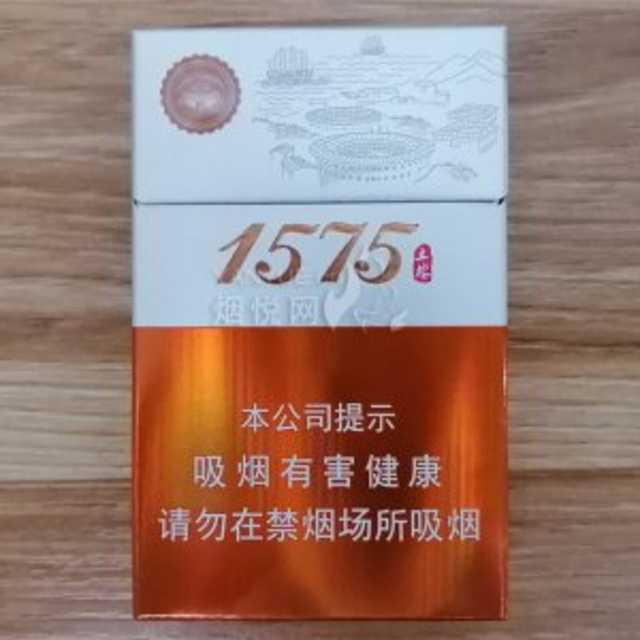 1575
土楼
烟悦网
本公司提示
吸烟有害健康
请勿在禁烟场所吸烟